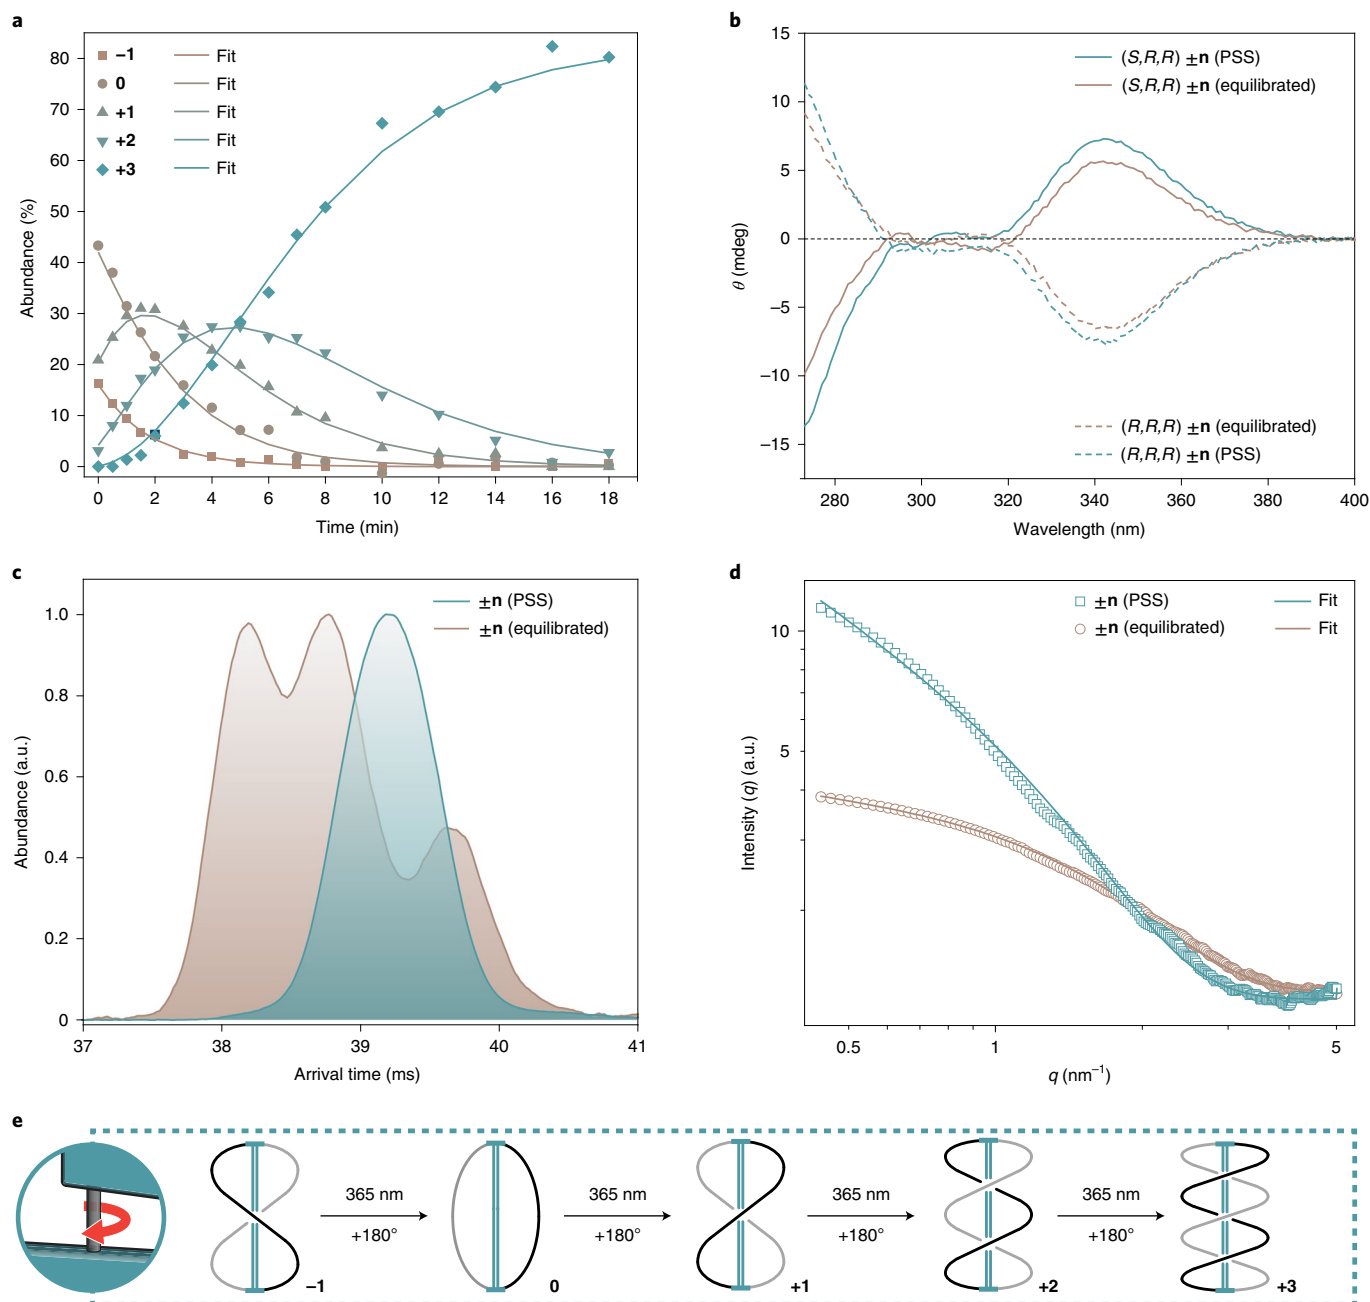 a
−1 Fit
0 Fit
+1 Fit
+2 Fit
+3 Fit
Abundance (%)
80
70
60
50
40
30
20
10
0
0 2 4 6 8 10 12 14 16 18
Time (min)
b
(S,R,R) ±n (PSS)
(S,R,R) ±n (equilibrated)
(R,R,R) ±n (equilibrated)
(R,R,R) ±n (PSS)
θ (mdeg)
15
10
5
0
−5
−10
−15
280 300 320 340 360 380 400
Wavelength (nm)
c
±n (PSS)
±n (equilibrated)
Abundance (a.u.)
1.0
0.8
0.6
0.4
0.2
0
37 38 39 40 41
Arrival time (ms)
d
±n (PSS) Fit
±n (equilibrated) Fit
Intensity (q) (a.u.)
10
5
0.5 1 5
q (nm−1)
e
365 nm 365 nm 365 nm 365 nm
+180° +180° +180° +180°
−1 0 +1 +2 +3